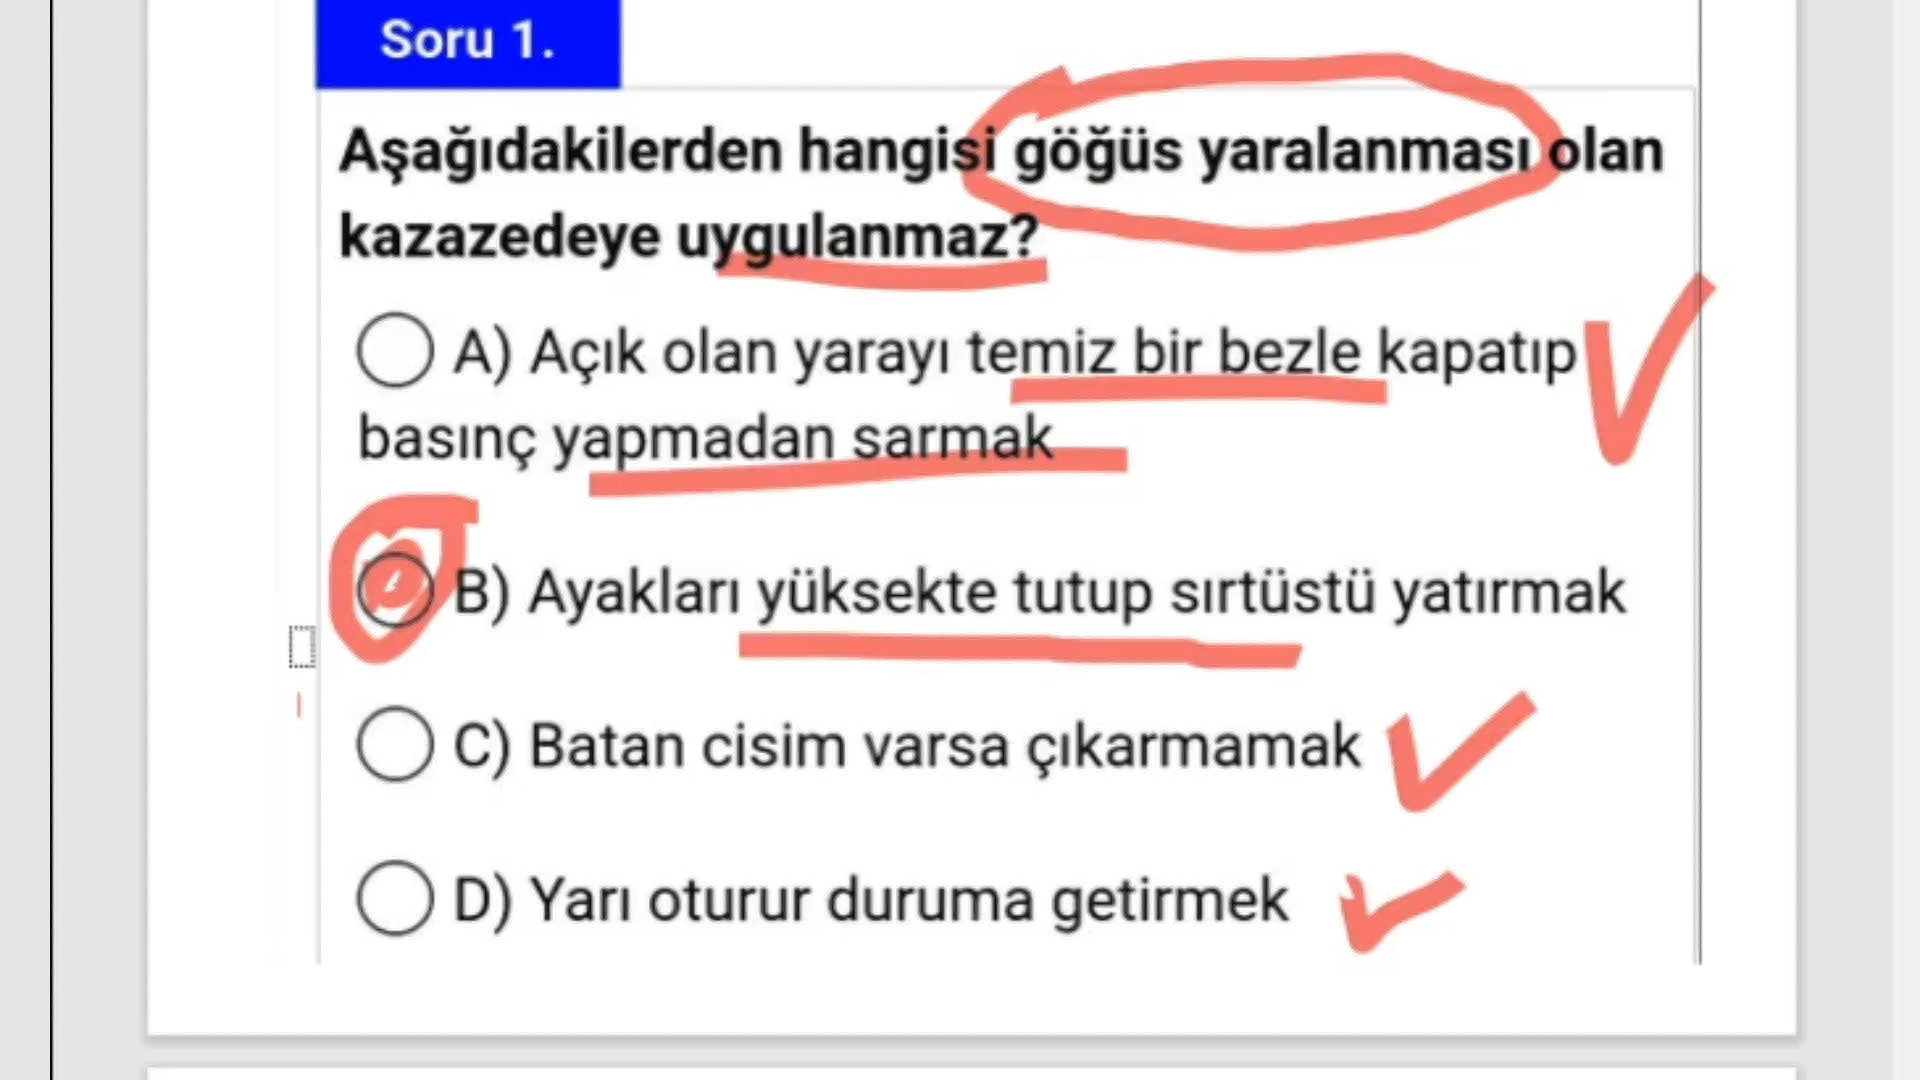 Soru 1.
Aşağıdakilerden hangisi göğüs yaralanması olan
kazazedeye uygulanmaz?
A) Açık olan yarayı temiz bir bezle kapatıp
basınç yapmadan sarmak
B) Ayakları yüksekte tutup sırtüstü yatırmak
C) Batan cisim varsa çıkarmamak
D) Yarı oturur duruma getirmek